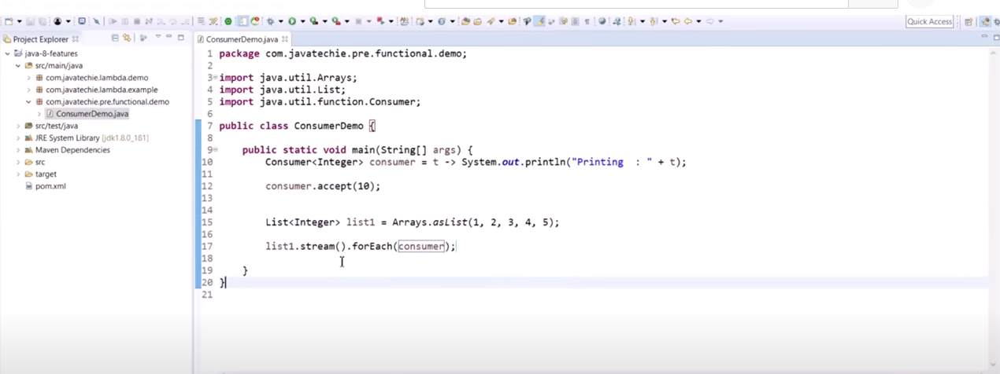 Quick Access
Project Explorer
java-8-features
src/main/java
com.javatechie.lambda.demo
com.javatechie.lambda.example
com.javatechie.pre.functional.demo
ConsumerDemo.java
src/test/java
JRE System Library [jdk1.8.0_181]
Maven Dependencies
src
target
pom.xml
ConsumerDemo.java
1 package com.javatechie.pre.functional.demo;
2
3 import java.util.Arrays;
4 import java.util.List;
5 import java.util.function.Consumer;
6
7 public class ConsumerDemo {
8
9 public static void main(String[] args) {
10 Consumer<Integer> consumer = t -> System.out.println("Printing  : " + t);
11
12 consumer.accept(10);
13
14
15 List<Integer> list1 = Arrays.asList(1, 2, 3, 4, 5);
16
17 list1.stream().forEach(consumer);
18
19 }
20 }
21